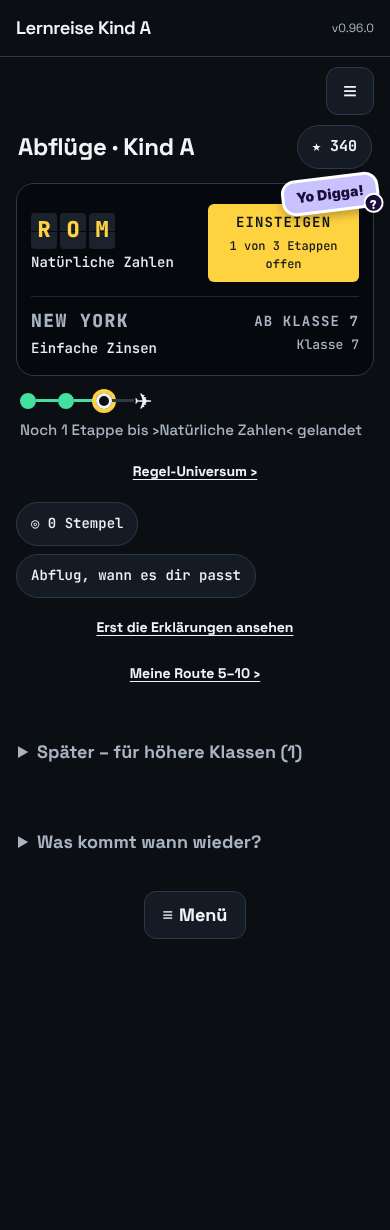 Lernreise Kind A
v0.96.0
≡
Abflüge · Kind A
★ 340
Yo Digga!
?
ROM
EINSTEIGEN
1 von 3 Etappen
offen
Natürliche Zahlen
NEW YORK
AB KLASSE 7
Einfache Zinsen
Klasse 7
✈
Noch 1 Etappe bis >Natürliche Zahlen< gelandet
Regel-Universum >
◎ 0 Stempel
Abflug, wann es dir passt
Erst die Erklärungen ansehen
Meine Route 5–10 >
▶ Später – für höhere Klassen (1)
▶ Was kommt wann wieder?
≡ Menü